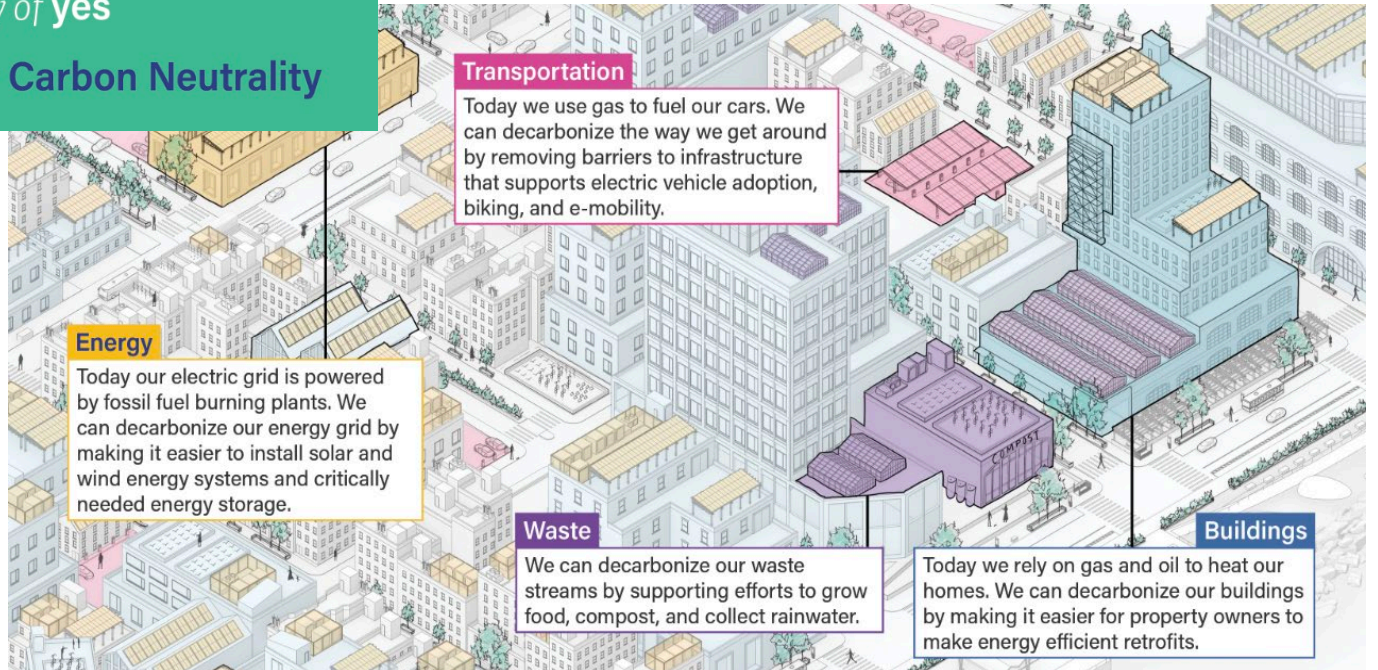 of yes
Carbon Neutrality
Transportation
Today we use gas to fuel our cars. We
can decarbonize the way we get around
by removing barriers to infrastructure
that supports electric vehicle adoption,
biking, and e-mobility.
Energy
Today our electric grid is powered
by fossil fuel burning plants. We
can decarbonize our energy grid by
making it easier to install solar and
wind energy systems and critically
needed energy storage.
COMPOST
Waste
We can decarbonize our waste
streams by supporting efforts to grow
food, compost, and collect rainwater.
Buildings
Today we rely on gas and oil to heat our
homes. We can decarbonize our buildings
by making it easier for property owners to
make energy efficient retrofits.